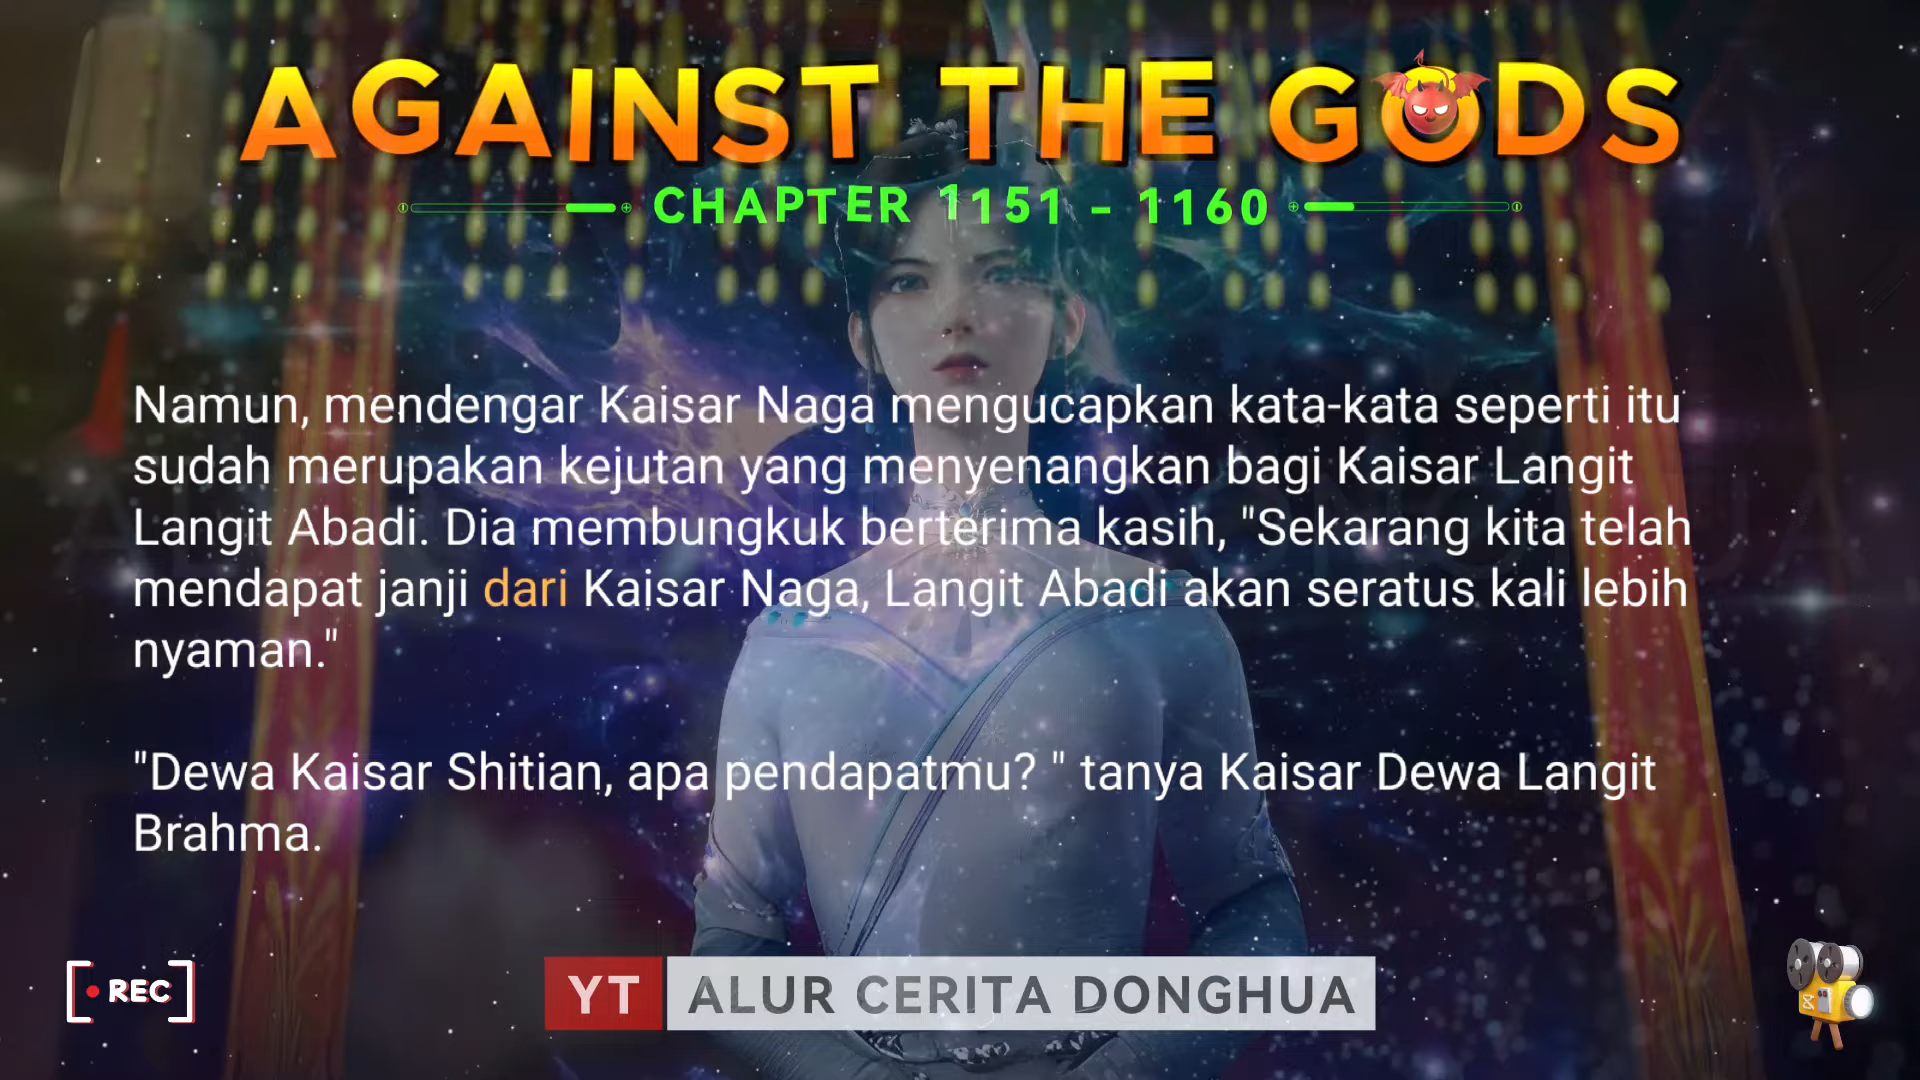 AGAINST THE GODS
CHAPTER 1151 - 1160
Namun, mendengar Kaisar Naga mengucapkan kata-kata seperti itu
sudah merupakan kejutan yang menyenangkan bagi Kaisar Langit
Langit Abadi. Dia membungkuk berterima kasih, "Sekarang kita telah
mendapat janji dari Kaisar Naga, Langit Abadi akan seratus kali lebih
nyaman."
"Dewa Kaisar Shitian, apa pendapatmu? " tanya Kaisar Dewa Langit
Brahma.
REC
YT ALUR CERITA DONGHUA